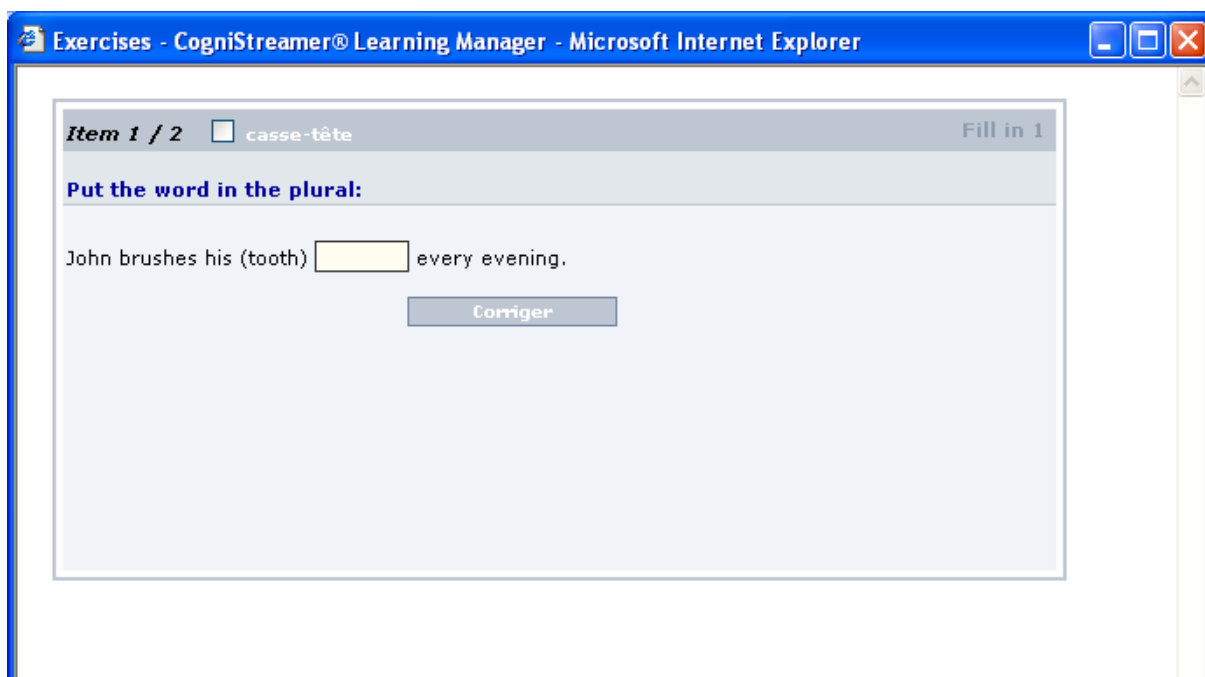 Exercises - CogniStreamer® Learning Manager - Microsoft Internet Explorer
Item 1 / 2 casse-tête Fill in 1
Put the word in the plural:
John brushes his (tooth) every evening.
Corriger